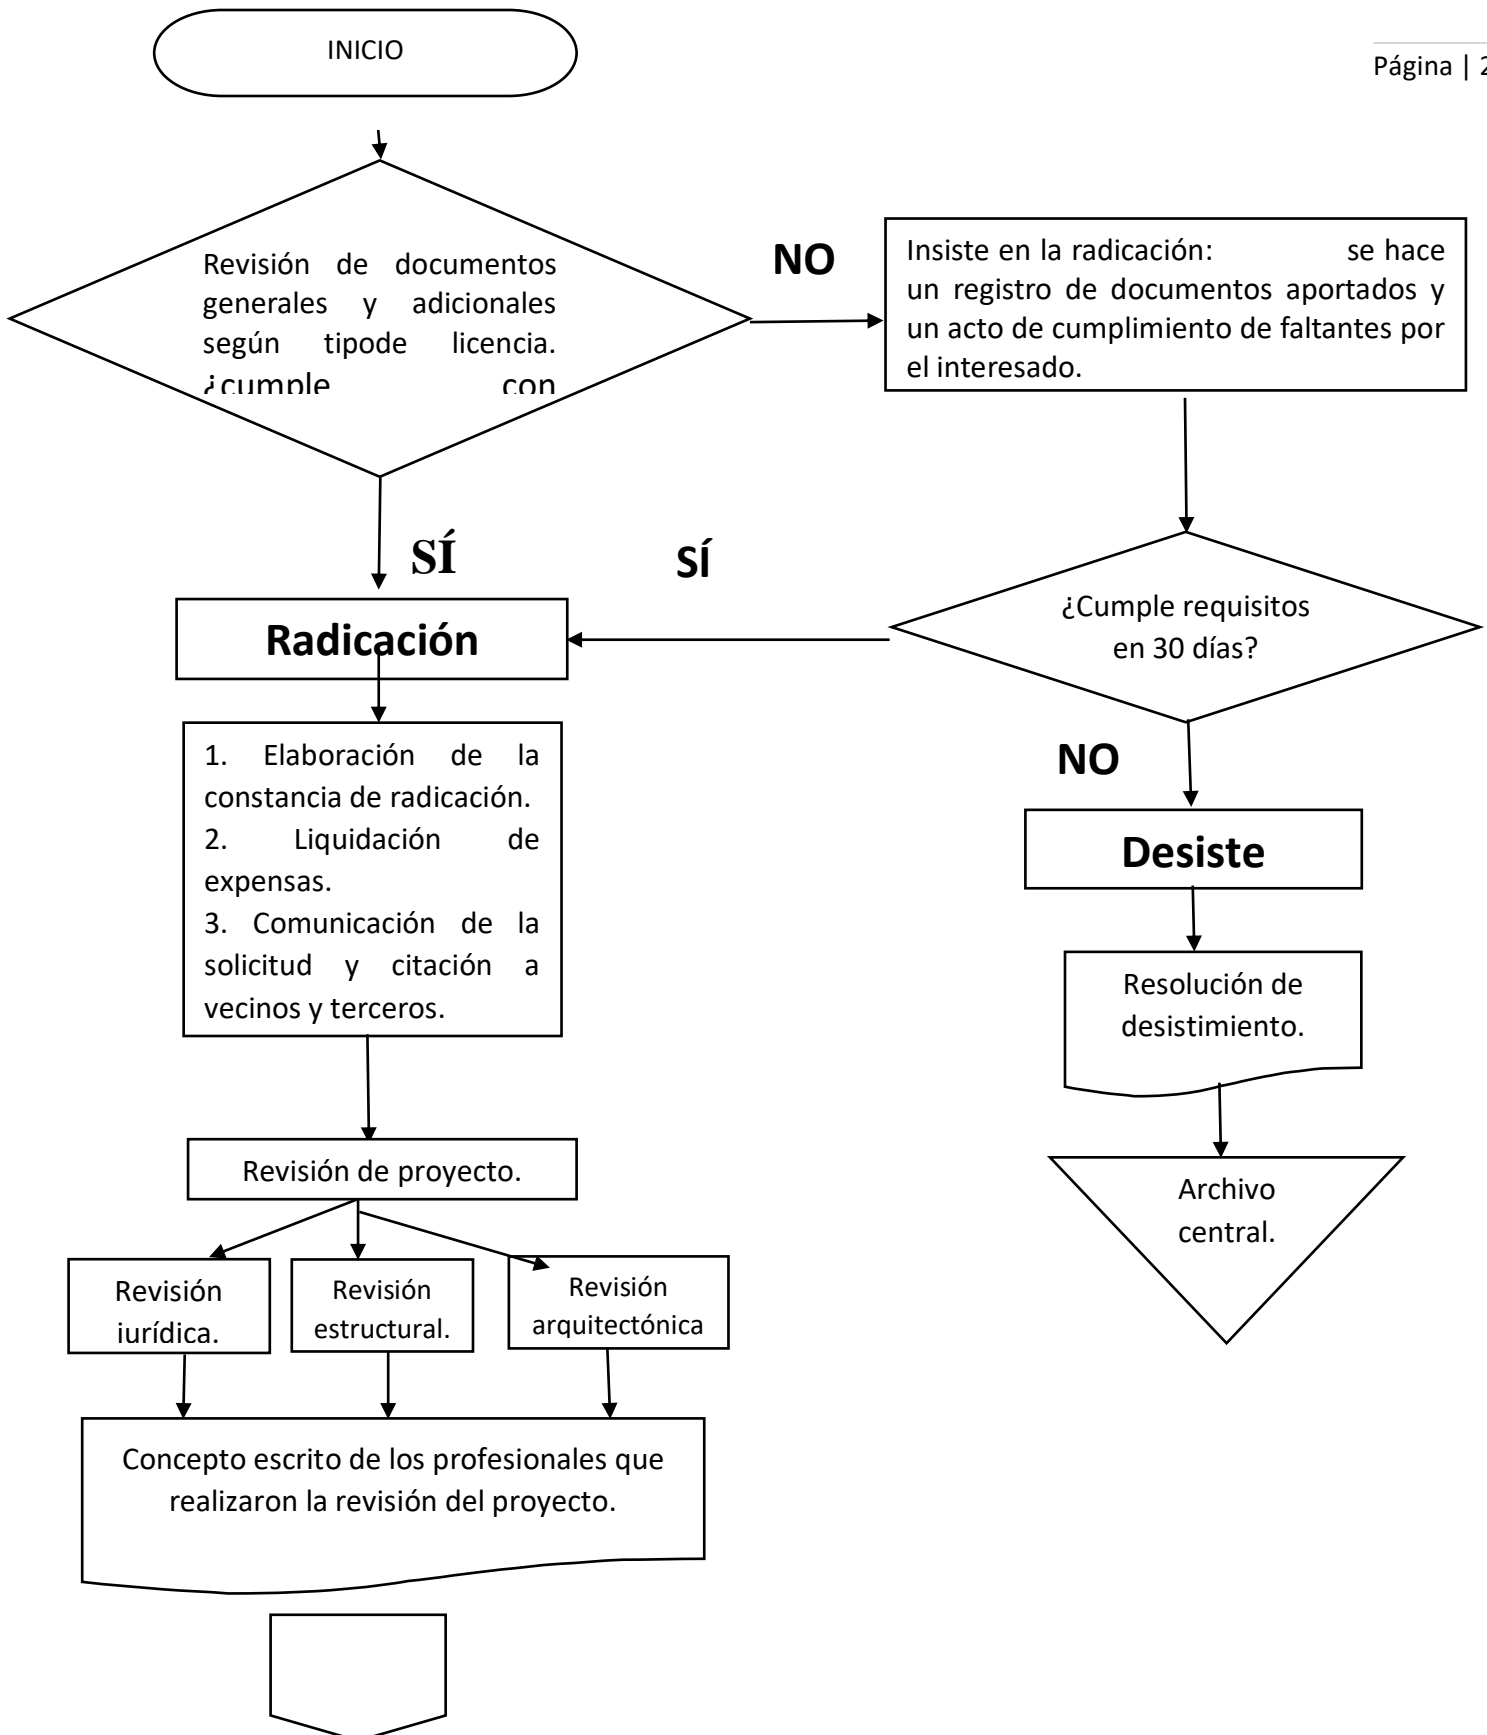 INICIO
Página | 2
Revisión de documentos
generales y adicionales
según tipode licencia.
¿cumple con
NO
Insiste en la radicación: se hace
un registro de documentos aportados y
un acto de cumplimiento de faltantes por
el interesado.
SÍ
SÍ
¿Cumple requisitos
en 30 días?
Radicación
1. Elaboración de la
constancia de radicación.
2. Liquidación de
expensas.
3. Comunicación de la
solicitud y citación a
vecinos y terceros.
NO
Desiste
Resolución de
desistimiento.
Archivo
central.
Revisión de proyecto.
Revisión
jurídica.
Revisión
estructural.
Revisión
arquitectónica
Concepto escrito de los profesionales que
realizaron la revisión del proyecto.